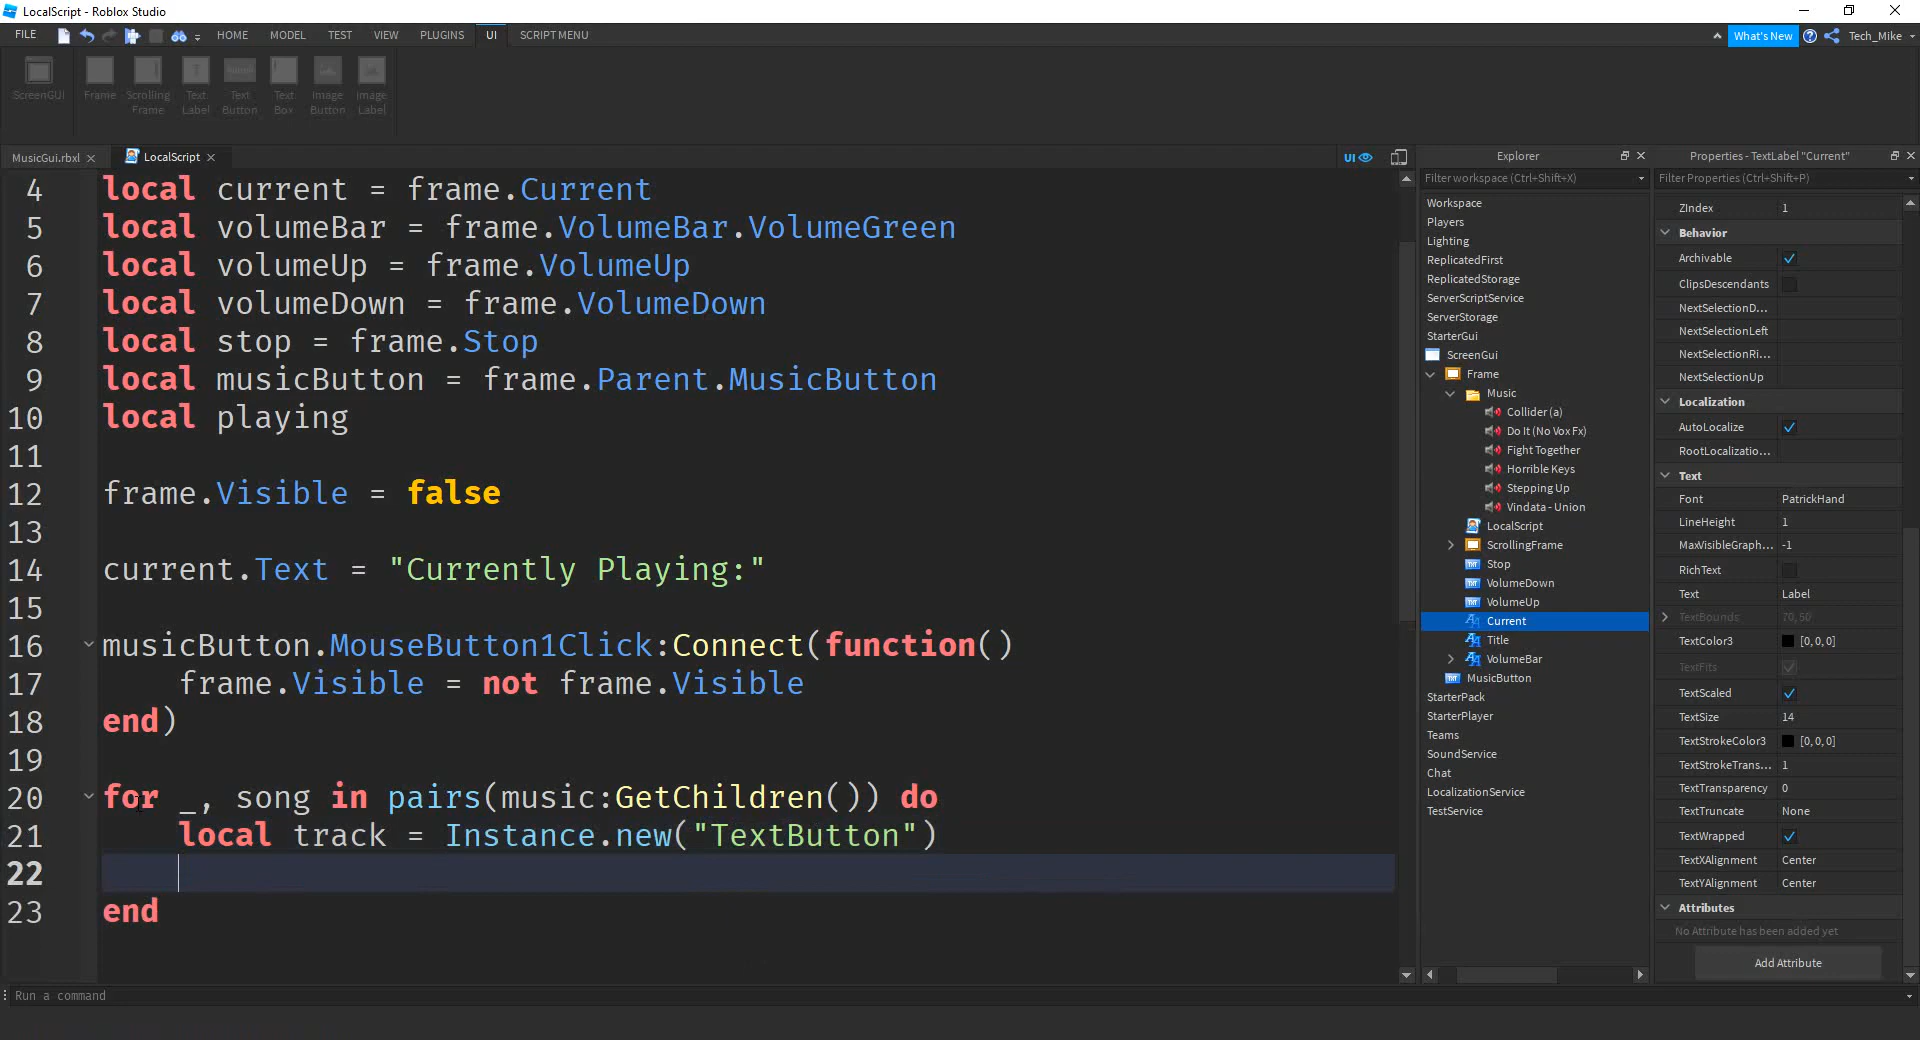 LocalScript - Roblox Studio
FILE HOME MODEL TEST VIEW PLUGINS UI SCRIPT MENU What's New Tech_Mike
ScreenGUI Frame Scrolling Frame Text Label Text Button Text Box Image Button Image Label
MusicGui.rbxl LocalScript UI
4 local current = frame.Current
5 local volumeBar = frame.VolumeBar.VolumeGreen
6 local volumeUp = frame.VolumeUp
7 local volumeDown = frame.VolumeDown
8 local stop = frame.Stop
9 local musicButton = frame.Parent.MusicButton
10 local playing
11
12 frame.Visible = false
13
14 current.Text = "Currently Playing:"
15
16 musicButton.MouseButton1Click:Connect(function()
17 frame.Visible = not frame.Visible
18 end)
19
20 for _, song in pairs(music:GetChildren()) do
21 local track = Instance.new("TextButton")
22
23 end
Run a command
Explorer
Filter workspace (Ctrl+Shift+X)
Workspace
Players
Lighting
ReplicatedFirst
ReplicatedStorage
ServerScriptService
ServerStorage
StarterGui
ScreenGui
Frame
Music
Collider (a)
Do It (No Vox Fx)
Fight Together
Horrible Keys
Stepping Up
Vindata - Union
LocalScript
ScrollingFrame
Stop
VolumeDown
VolumeUp
Current
Title
VolumeBar
MusicButton
StarterPack
StarterPlayer
Teams
SoundService
Chat
LocalizationService
TestService
Properties - TextLabel "Current"
Filter Properties (Ctrl+Shift+P)
ZIndex 1
Behavior
Archivable
ClipsDescendants
NextSelectionD...
NextSelectionLeft
NextSelectionRi...
NextSelectionUp
Localization
AutoLocalize
RootLocalizatio...
Text
Font PatrickHand
LineHeight 1
MaxVisibleGraph... -1
RichText
Text Label
TextBounds 70, 50
TextColor3 [0, 0, 0]
TextFits
TextScaled
TextSize 14
TextStrokeColor3 [0, 0, 0]
TextStrokeTrans... 1
TextTransparency 0
TextTruncate None
TextWrapped
TextXAlignment Center
TextYAlignment Center
Attributes
No Attribute has been added yet
Add Attribute